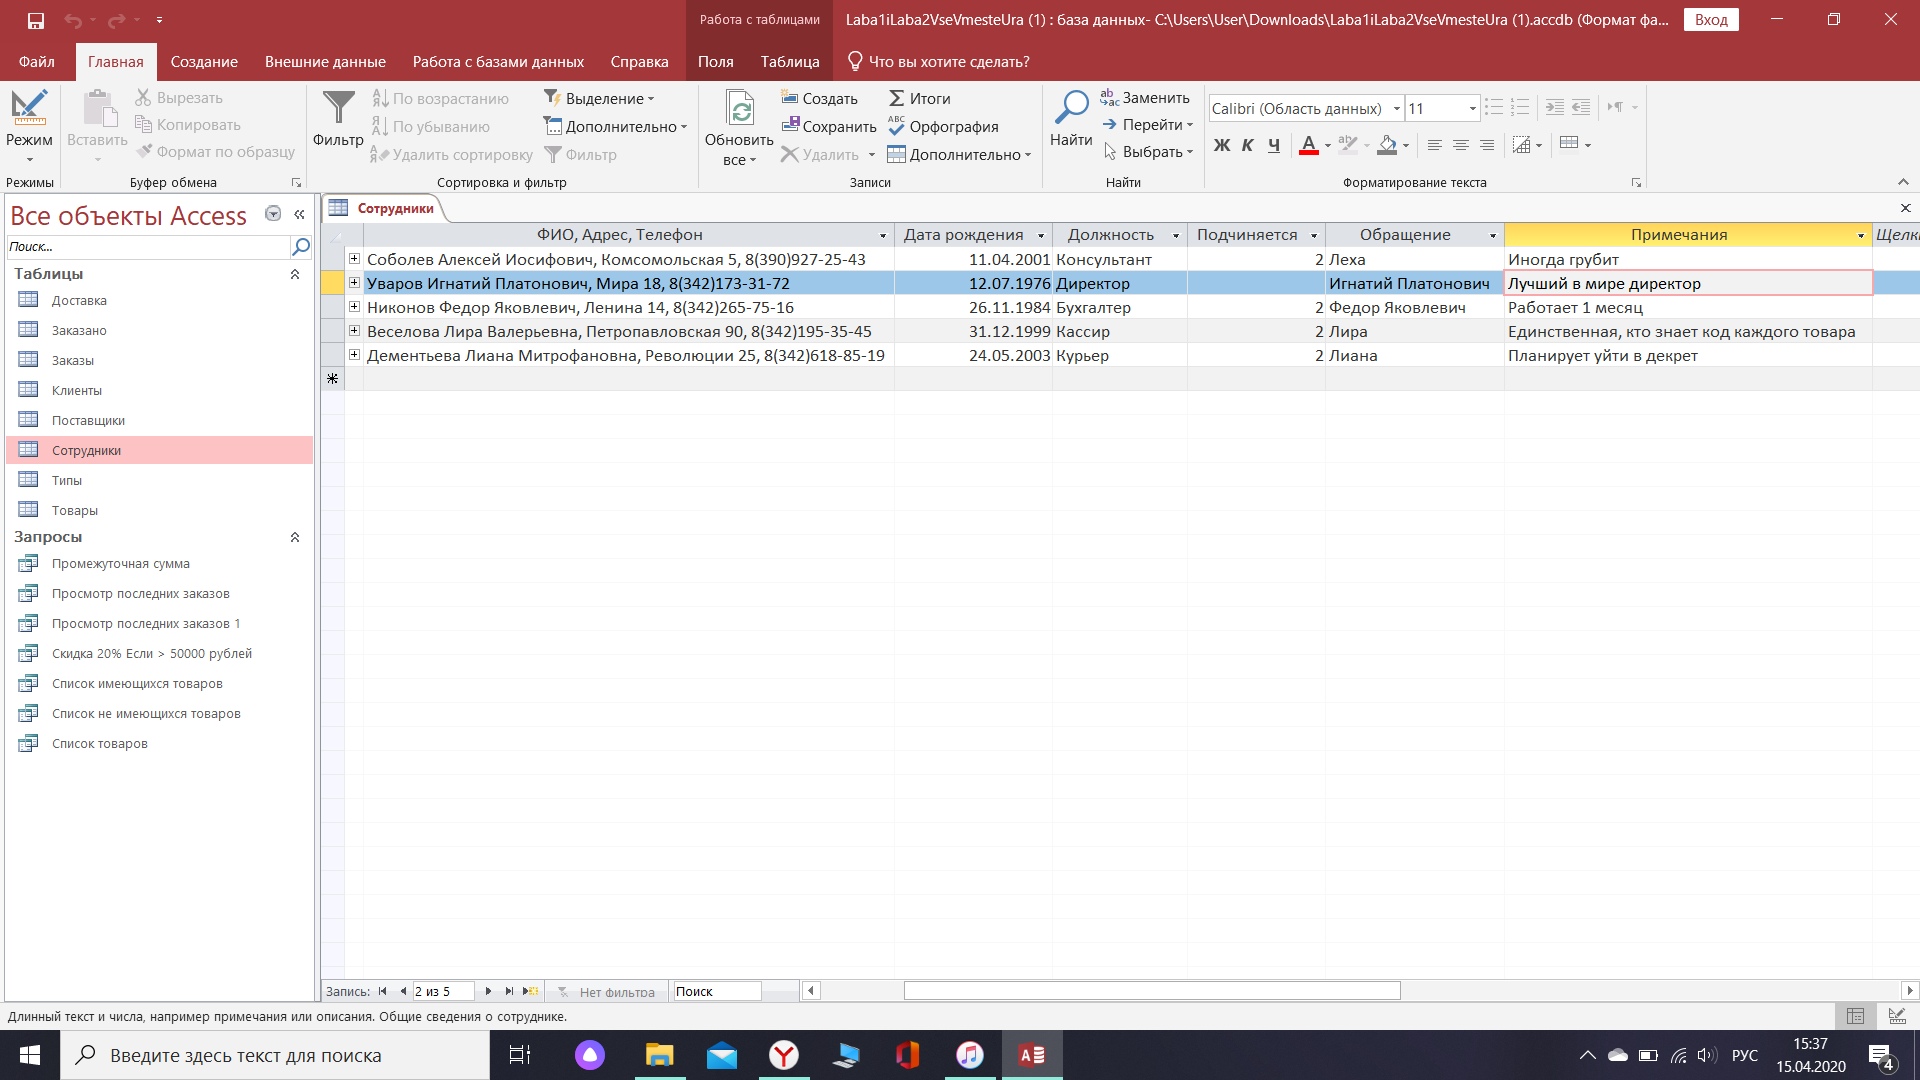 Работа с таблицами
Laba1iLaba2VseVmesteUra (1) : база данных- C:\Users\User\Downloads\Laba1iLaba2VseVmesteUra (1).accdb (Формат фа...
Вход
Файл Главная Создание Внешние данные Работа с базами данных Справка Поля Таблица Что вы хотите сделать?
Режим
Режимы
Вставить
Вырезать
Копировать
Формат по образцу
Буфер обмена
Фильтр
По возрастанию
По убыванию
Удалить сортировку
Выделение
Дополнительно
Фильтр
Сортировка и фильтр
Обновить
все
Создать
Сохранить
Удалить
Итоги
Орфография
Дополнительно
Записи
Найти
Заменить
Перейти
Выбрать
Найти
Calibri (Область данных) 11
Ж К Ч
Форматирование текста
Все объекты Access
Поиск...
Таблицы
Доставка
Заказано
Заказы
Клиенты
Поставщики
Сотрудники
Типы
Товары
Запросы
Промежуточная сумма
Просмотр последних заказов
Просмотр последних заказов 1
Скидка 20% Если > 50000 рублей
Список имеющихся товаров
Список не имеющихся товаров
Список товаров
Сотрудники
ФИО, Адрес, Телефон Дата рождения Должность Подчиняется Обращение Примечания Щелкн
Соболев Алексей Иосифович, Комсомольская 5, 8(390)927-25-43 11.04.2001 Консультант 2 Леха Иногда грубит
Уваров Игнатий Платонович, Мира 18, 8(342)173-31-72 12.07.1976 Директор Игнатий Платонович Лучший в мире директор
Никонов Федор Яковлевич, Ленина 14, 8(342)265-75-16 26.11.1984 Бухгалтер 2 Федор Яковлевич Работает 1 месяц
Веселова Лира Валерьевна, Петропавловская 90, 8(342)195-35-45 31.12.1999 Кассир 2 Лира Единственная, кто знает код каждого товара
Дементьева Лиана Митрофановна, Революции 25, 8(342)618-85-19 24.05.2003 Курьер 2 Лиана Планирует уйти в декрет
Запись: 2 из 5 Нет фильтра Поиск
Длинный текст и числа, например примечания или описания. Общие сведения о сотруднике.
Введите здесь текст для поиска
РУС
15:37
15.04.2020
4